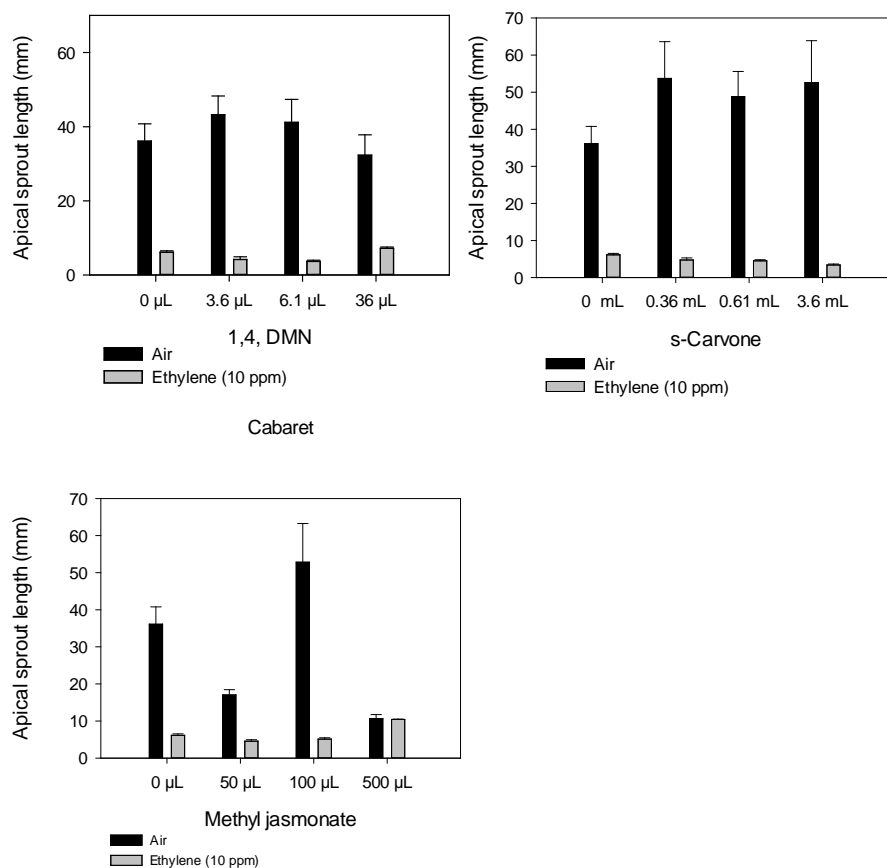 Apical sprout length (mm)
60
40
20
0
0 µL 3.6 µL 6.1 µL 36 µL
1,4, DMN
Air
Ethylene (10 ppm)
Cabaret
Apical sprout length (mm)
70
60
50
40
30
20
10
0
0 mL 0.36 mL 0.61 mL 3.6 mL
s-Carvone
Air
Ethylene (10 ppm)
Apical sprout length (mm)
70
60
50
40
30
20
10
0
0 µL 50 µL 100 µL 500 µL
Methyl jasmonate
Air
Ethylene (10 ppm)